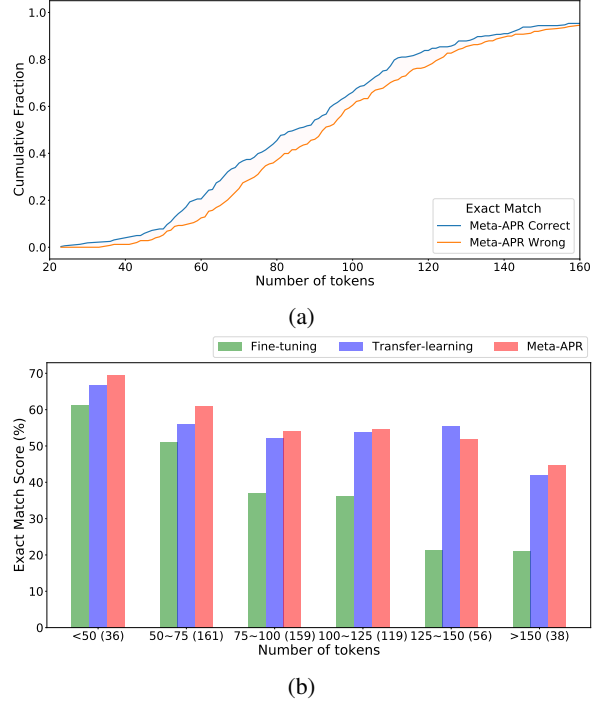 1.0
0.8
0.6
0.4
0.2
0.0
Cumulative Fraction
Exact Match
Meta-APR Correct
Meta-APR Wrong
20 40 60 80 100 120 140 160
Number of tokens
(a)
Fine-tuning Transfer-learning Meta-APR
70
60
50
40
30
20
10
0
Exact Match Score (%)
<50 (36) 50~75 (161) 75~100 (159) 100~125 (119) 125~150 (56) >150 (38)
Number of tokens
(b)